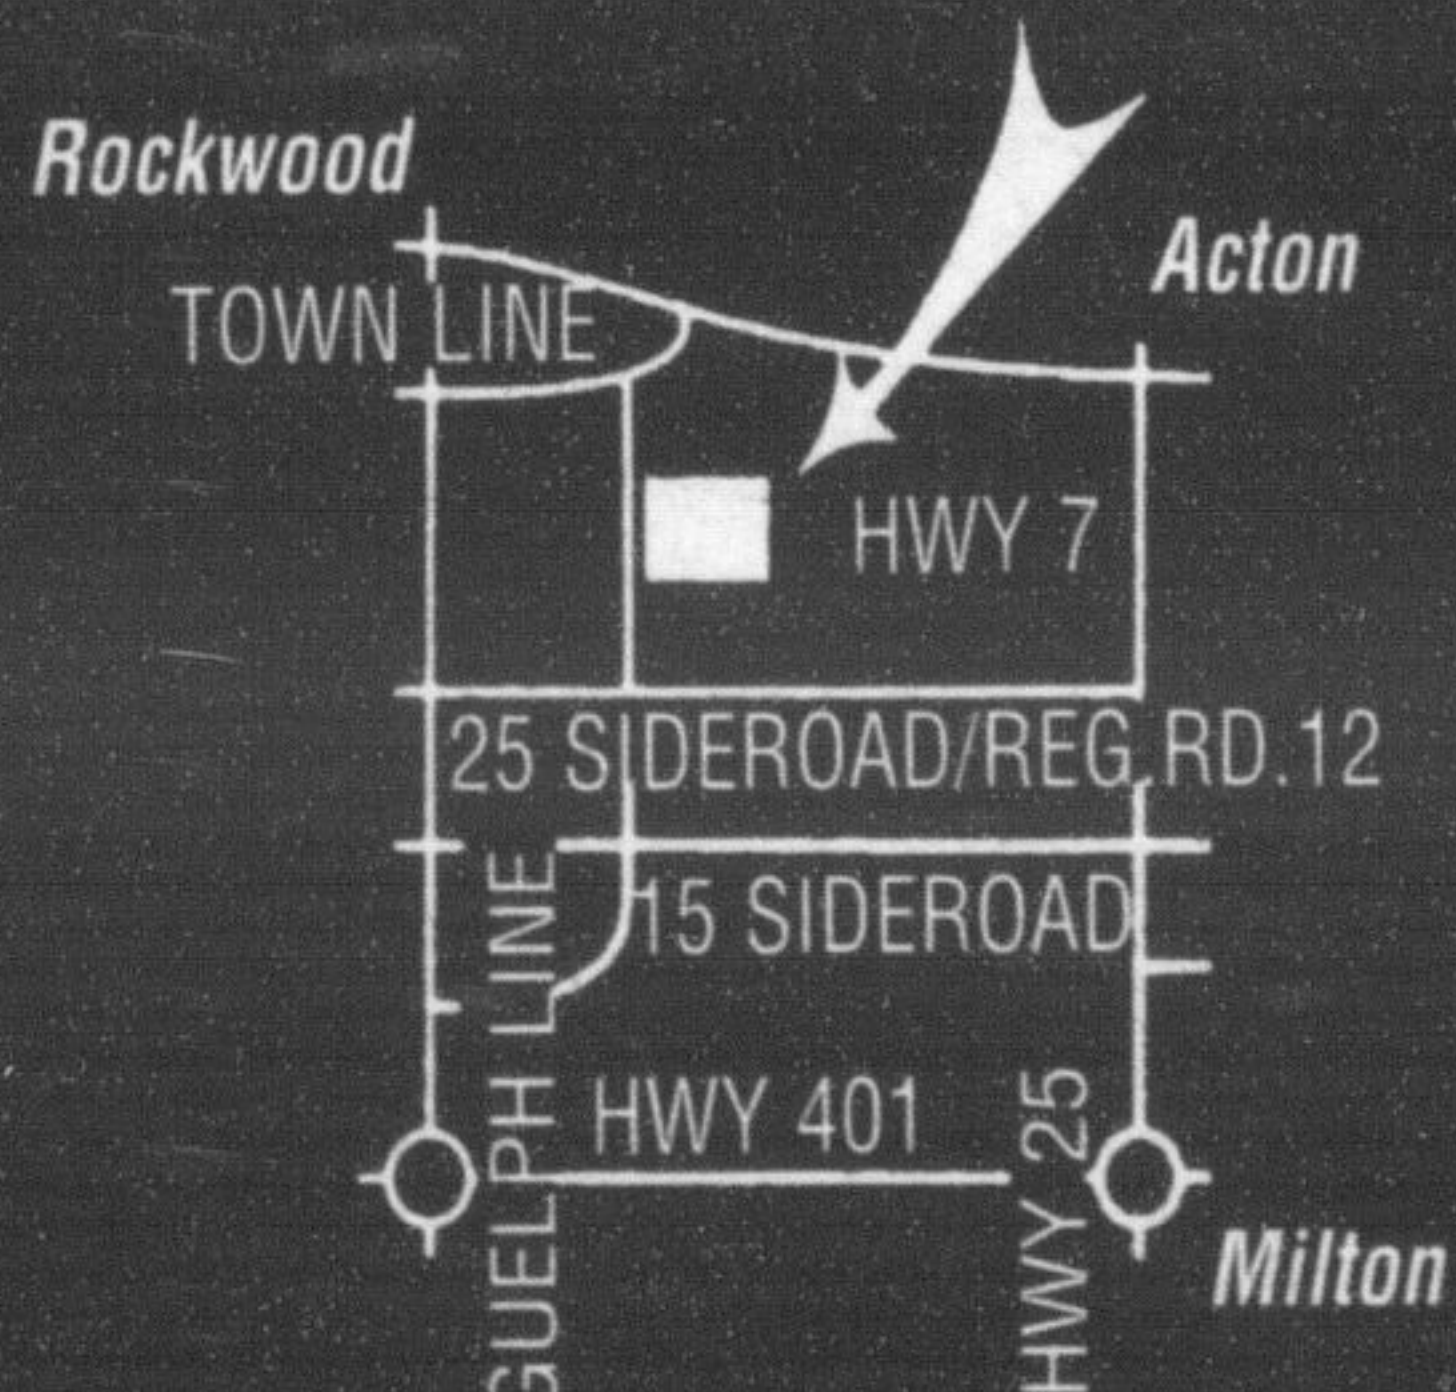 Rockwood
Acton
TOWN LINE
HWY 7
25 SIDEROAD/REG.RD.12
15 SIDEROAD
GUELPH LINE
HWY 401
HWY 25
Milton